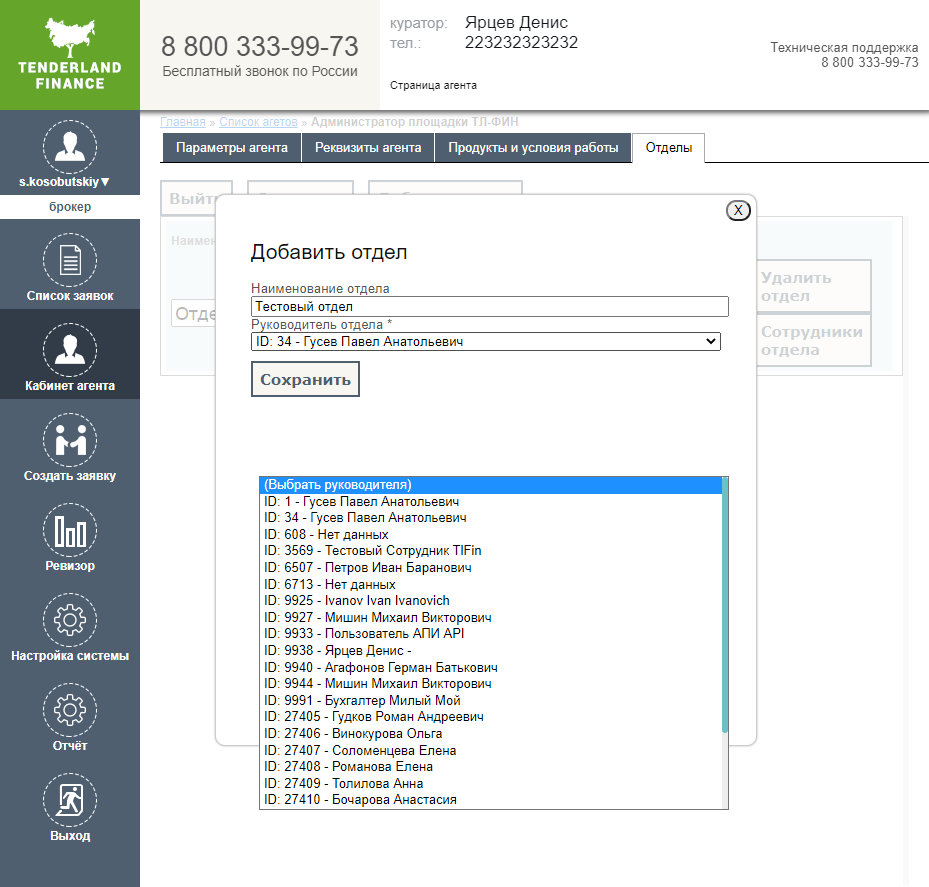 TENDERLAND
FINANCE
8 800 333-99-73
Бесплатный звонок по России
куратор: Ярцев Денис
тел.: 223232323232
Страница агента
Техническая поддержка
8 800 333-99-73
s.kosobutskiy▼
брокер
Список заявок
Кабинет агента
Создать заявку
Ревизор
Настройка системы
Отчёт
Выход
Главная » Список агетов » Администратор площадки ТЛ-ФИН
Параметры агента Реквизиты агента Продукты и условия работы Отделы
X
Добавить отдел
Наименование отдела
Тестовый отдел
Руководитель отдела *
ID: 34 - Гусев Павел Анатольевич
Сохранить
Удалить
отдел
Сотрудники
отдела
(Выбрать руководителя)
ID: 1 - Гусев Павел Анатольевич
ID: 34 - Гусев Павел Анатольевич
ID: 608 - Нет данных
ID: 3569 - Тестовый Сотрудник TlFin
ID: 6507 - Петров Иван Баранович
ID: 6713 - Нет данных
ID: 9925 - Ivanov Ivan Ivanovich
ID: 9927 - Мишин Михаил Викторович
ID: 9933 - Пользователь АПИ API
ID: 9938 - Ярцев Денис -
ID: 9940 - Агафонов Герман Батькович
ID: 9944 - Мишин Михаил Викторович
ID: 9991 - Бухгалтер Милый Мой
ID: 27405 - Гудков Роман Андреевич
ID: 27406 - Винокурова Ольга
ID: 27407 - Соломенцева Елена
ID: 27408 - Романова Елена
ID: 27409 - Толилова Анна
ID: 27410 - Бочарова Анастасия